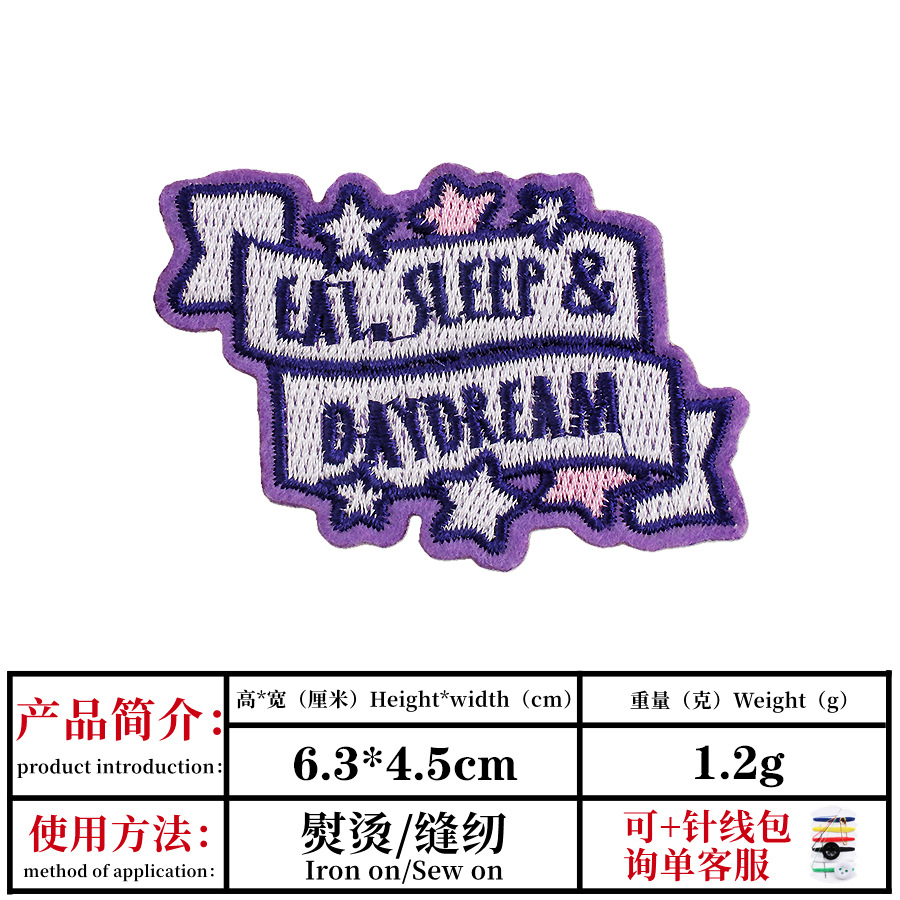 EAL.SLEEP &
DAYDREAM
产品简介：
product introduction：
高*宽（厘米）Height*width（cm）
重量（克）Weight（g）
6.3*4.5cm
1.2g
使用方法：
method of application：
熨烫/缝纫
Iron on/Sew on
可+针线包
询单客服